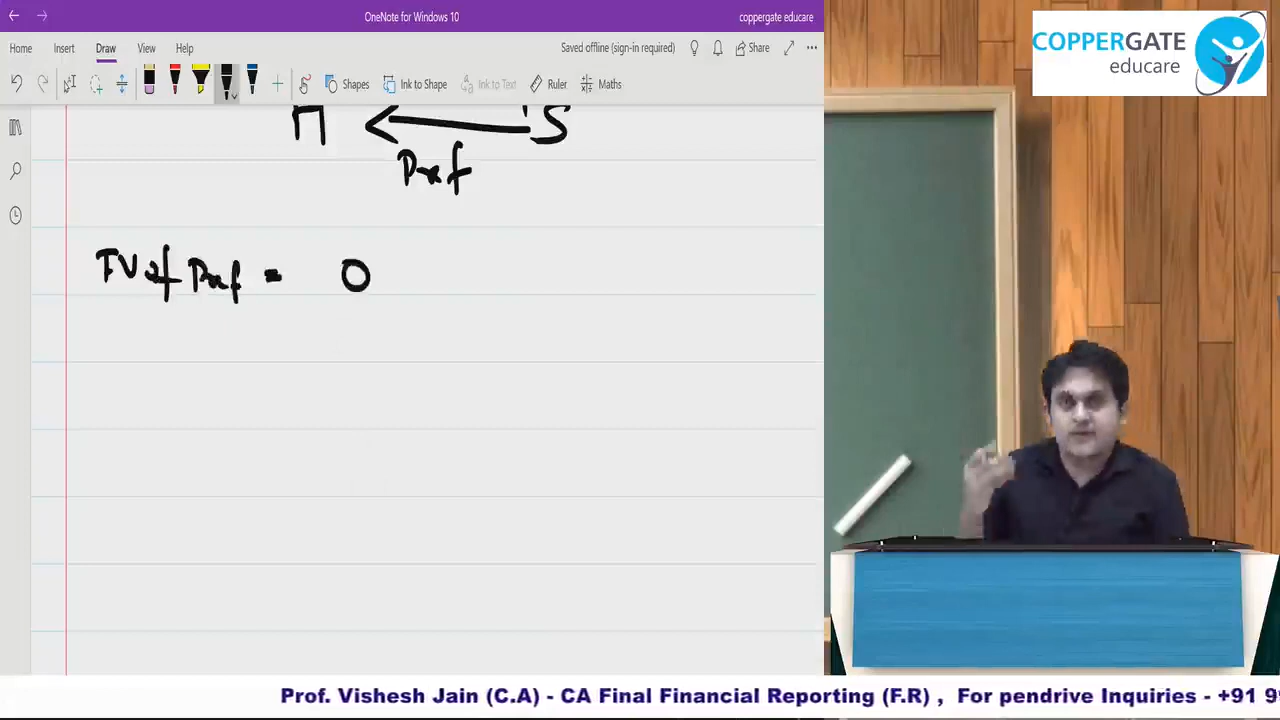 OneNote for Windows 10
coppergate educare
Home Insert Draw View Help
Saved offline (sign-in required)
Share
Shapes
Ink to Shape
Ink to Text
Ruler
Maths
H S
Pref
FV of Pref = 0
COPPERGATE
educare
Prof. Vishesh Jain (C.A) - CA Final Financial Reporting (F.R) , For pendrive Inquiries - +91 9